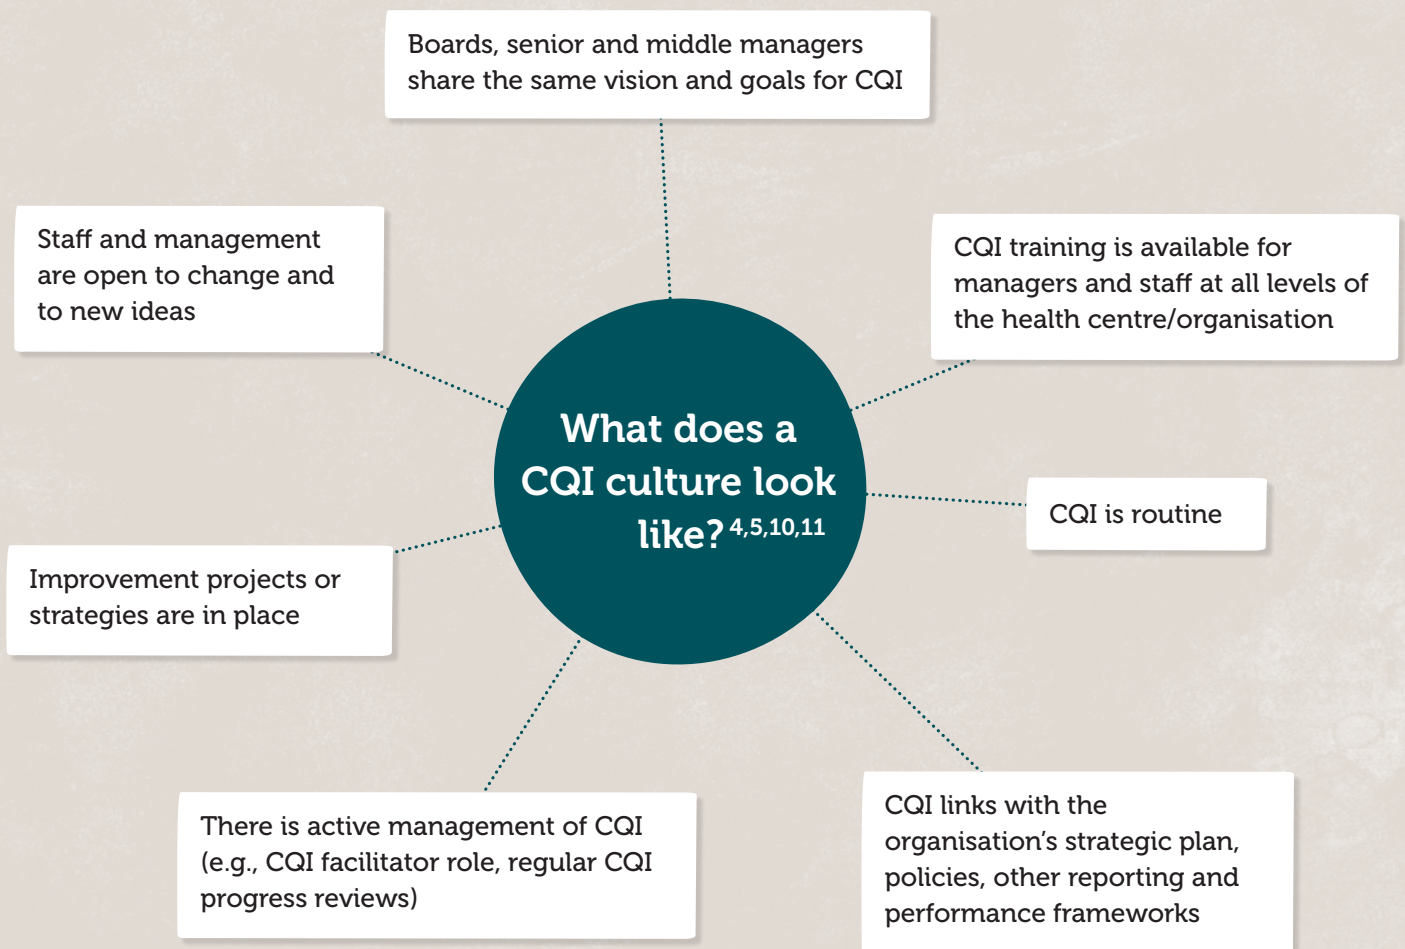 Boards, senior and middle managers
share the same vision and goals for CQI
Staff and management
are open to change and
to new ideas
CQI training is available for
managers and staff at all levels of
the health centre/organisation
What does a
CQI culture look
like? 4,5,10,11
CQI is routine
Improvement projects or
strategies are in place
There is active management of CQI
(e.g., CQI facilitator role, regular CQI
progress reviews)
CQI links with the
organisation’s strategic plan,
policies, other reporting and
performance frameworks